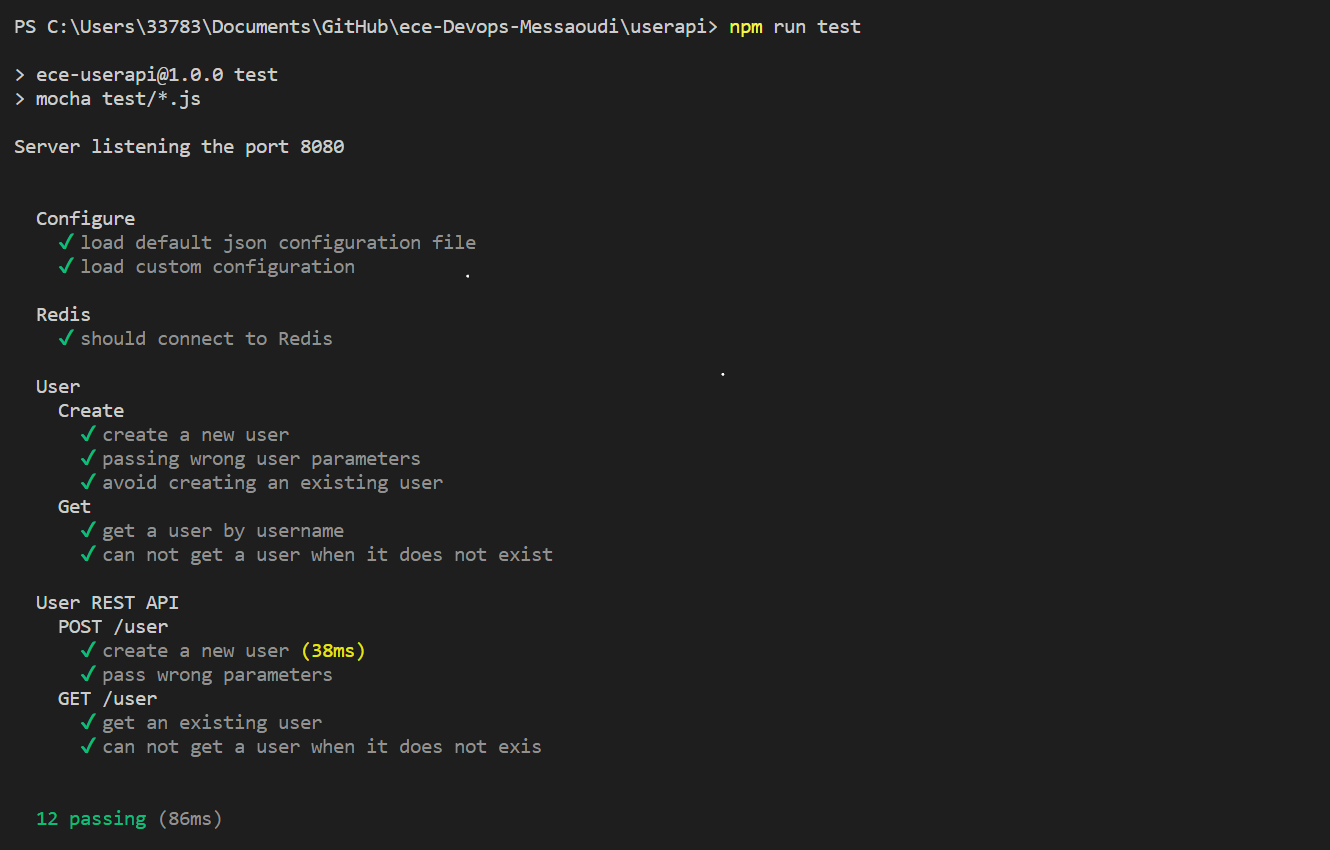 PS C:\Users\33783\Documents\GitHub\ece-Devops-Messaoudi\userapi> npm run test
> ece-userapi@1.0.0 test
> mocha test/*.js
Server listening the port 8080
Configure
✓ load default json configuration file
✓ load custom configuration
Redis
✓ should connect to Redis
User
Create
✓ create a new user
✓ passing wrong user parameters
✓ avoid creating an existing user
Get
✓ get a user by username
✓ can not get a user when it does not exist
User REST API
POST /user
✓ create a new user (38ms)
✓ pass wrong parameters
GET /user
✓ get an existing user
✓ can not get a user when it does not exis
12 passing (86ms)